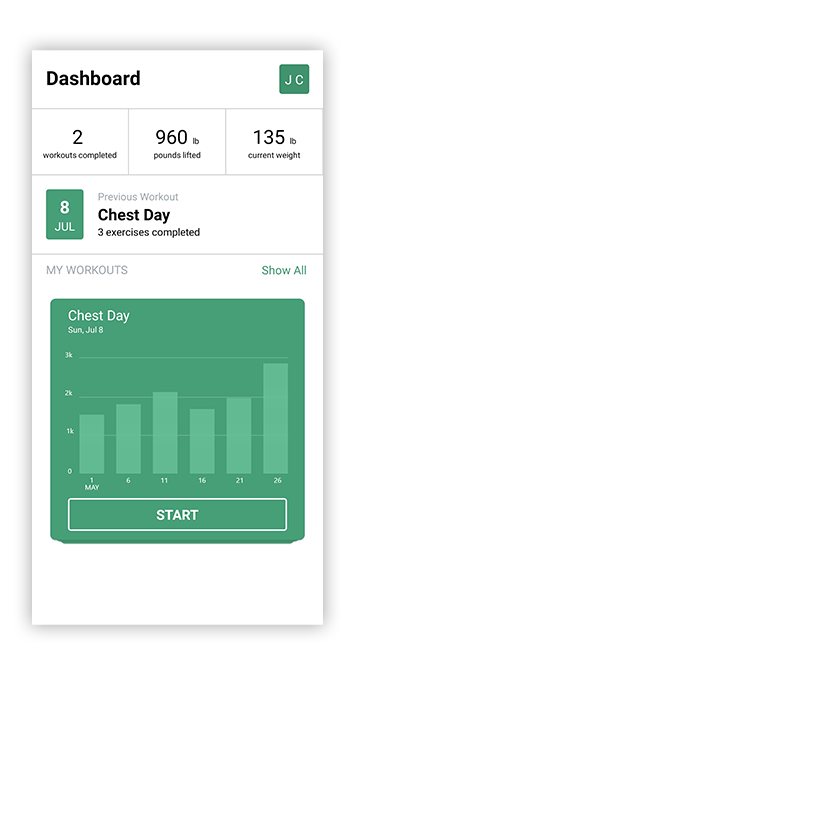 Dashboard
J C
2
workouts completed
960 lb
pounds lifted
135 lb
current weight
8
JUL
Previous Workout
Chest Day
3 exercises completed
MY WORKOUTS
Show All
Chest Day
Sun, Jul 8
3k
2k
1k
0
1 6 11 16 21 26
MAY
START